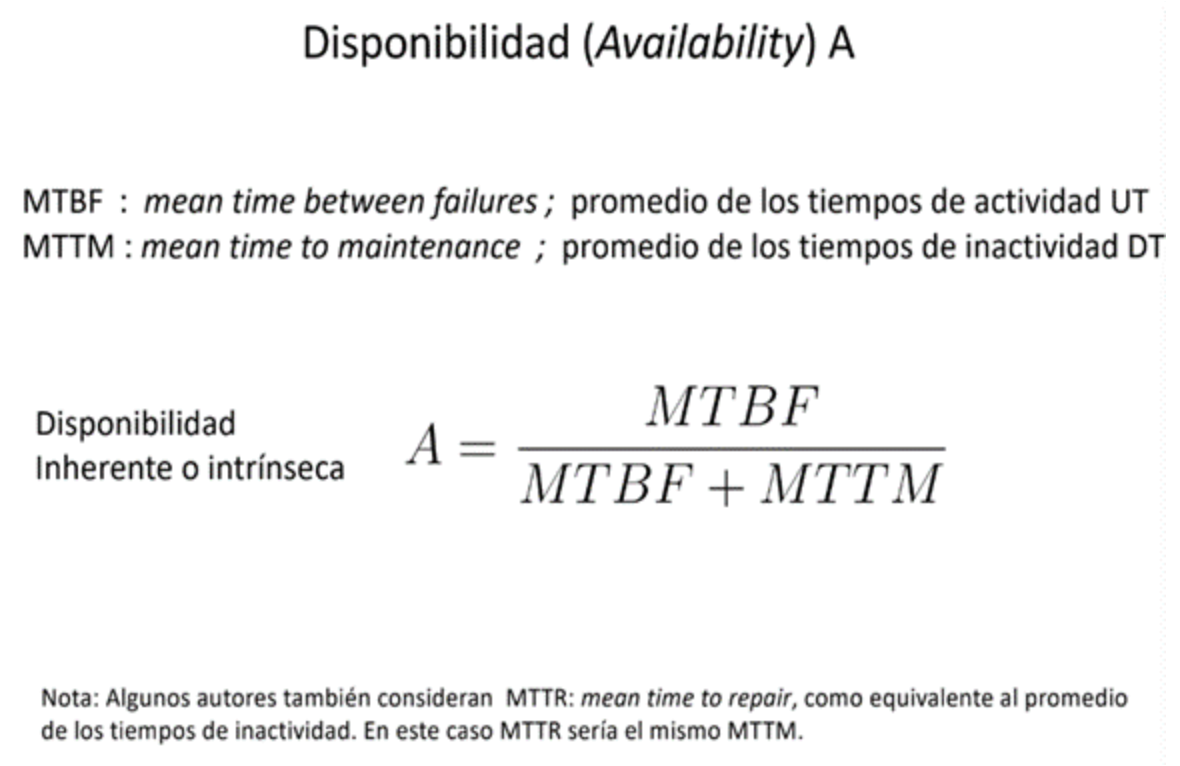 Disponibilidad (Availability) A
MTBF : mean time between failures ; promedio de los tiempos de actividad UT
MTTM : mean time to maintenance ; promedio de los tiempos de inactividad DT
Disponibilidad
Inherente o intrínseca
A = MTBF / MTBF + MTTM
Nota: Algunos autores también consideran MTTR: mean time to repair, como equivalente al promedio
de los tiempos de inactividad. En este caso MTTR sería el mismo MTTM.